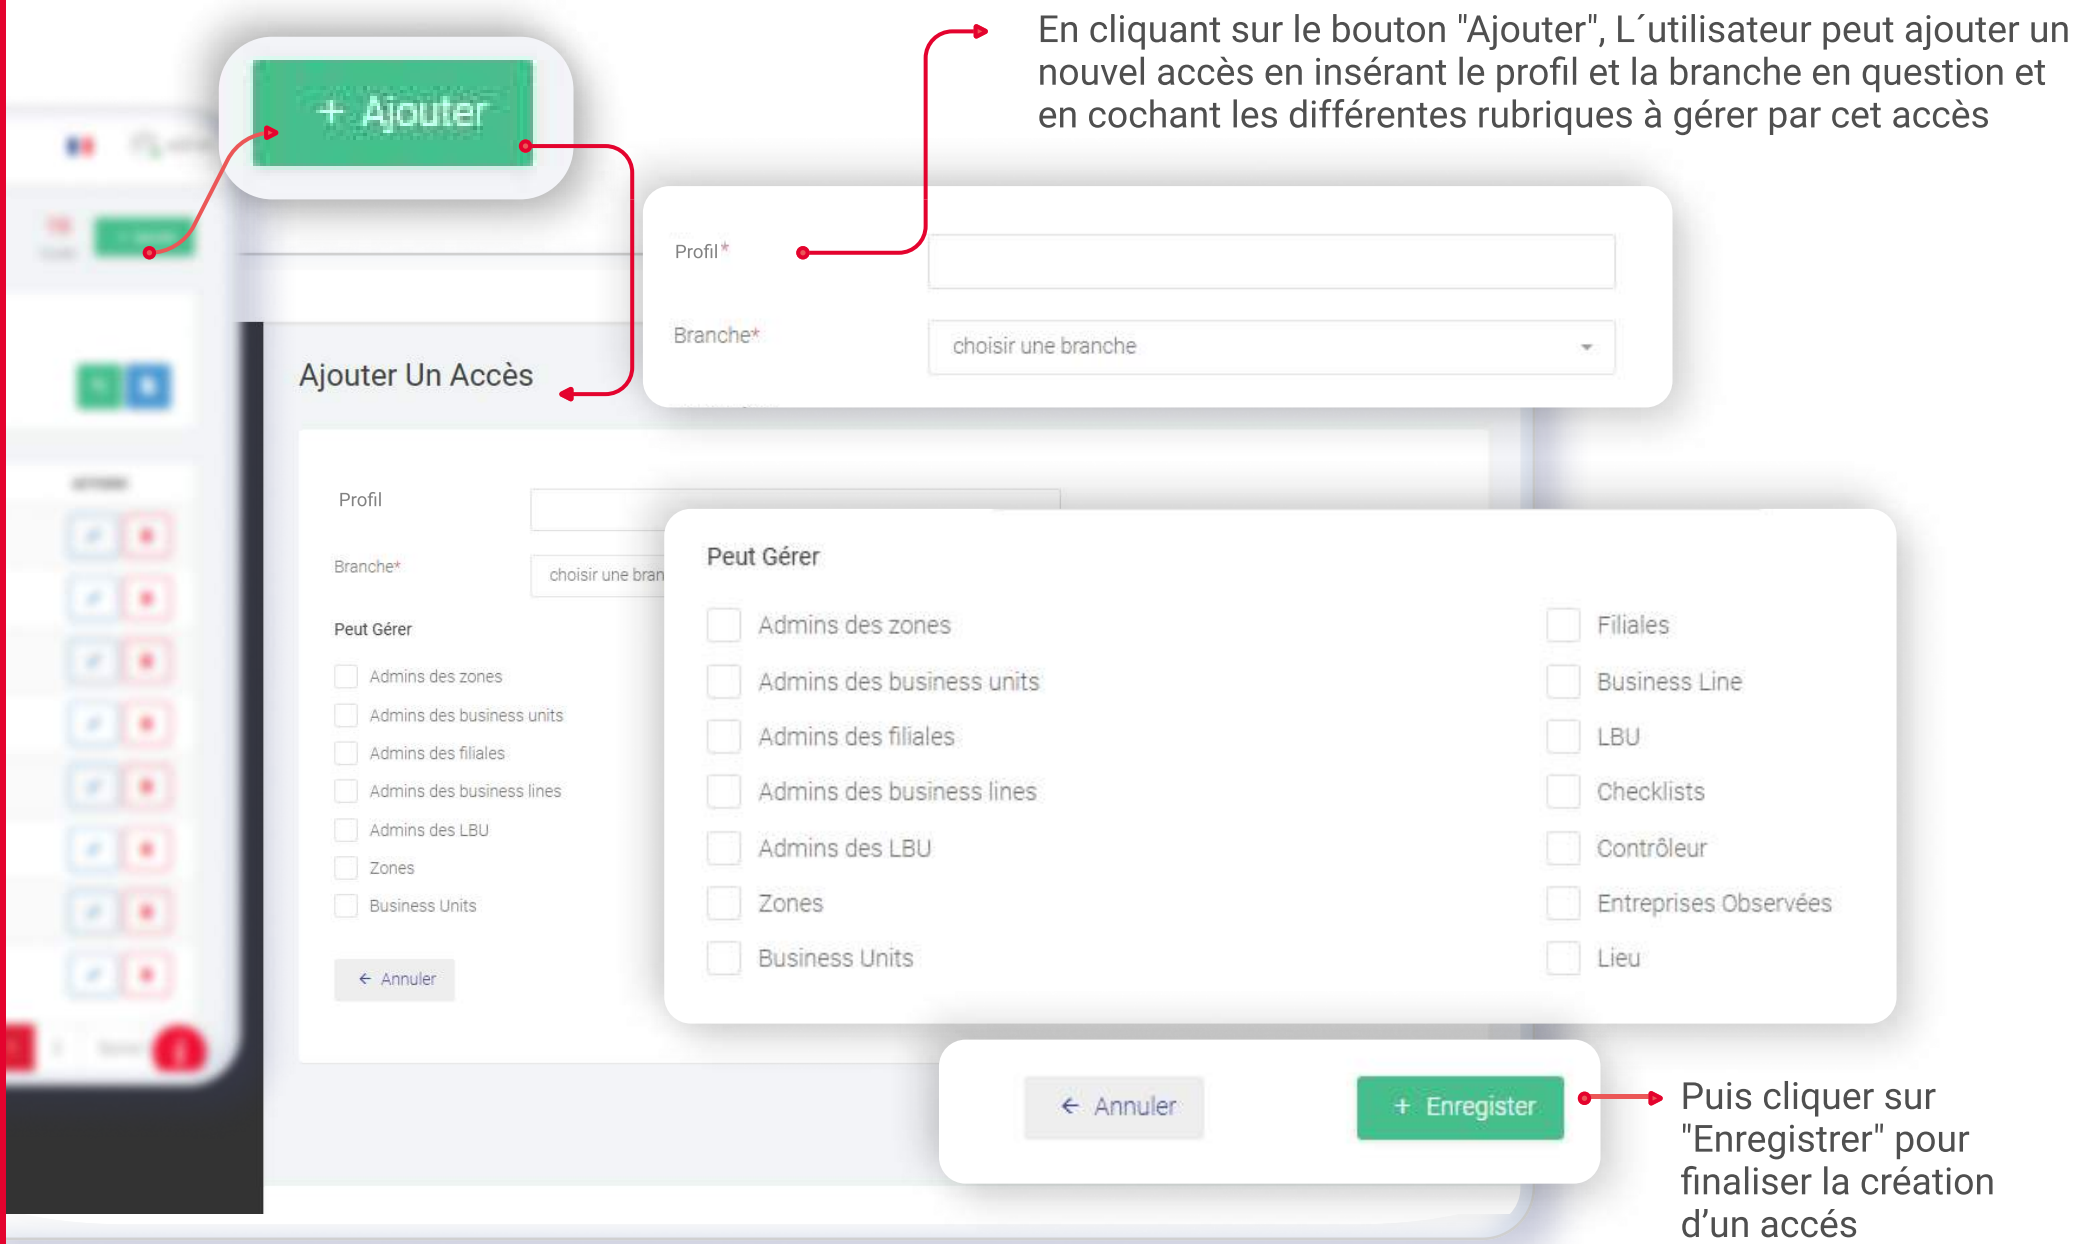 En cliquant sur le bouton "Ajouter", L´utilisateur peut ajouter un
nouvel accès en insérant le profil et la branche en question et
en cochant les différentes rubriques à gérer par cet accès
+ Ajouter
Profil*
Branche*
choisir une branche
Ajouter Un Accès
Profil
Branche*
choisir une bran
Peut Gérer
Admins des zones
Admins des business units
Admins des filiales
Admins des business lines
Admins des LBU
Zones
Business Units
← Annuler
Peut Gérer
Admins des zones
Admins des business units
Admins des filiales
Admins des business lines
Admins des LBU
Zones
Business Units
Filiales
Business Line
LBU
Checklists
Contrôleur
Entreprises Observées
Lieu
← Annuler
+ Enregister
Puis cliquer sur
"Enregistrer" pour
finaliser la création
d’un accés